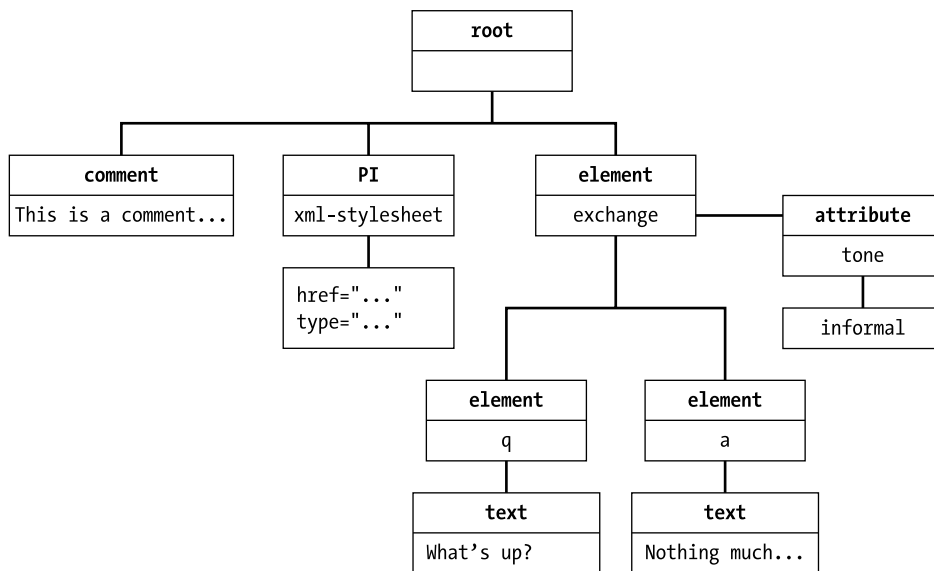 root
comment
This is a comment...
PI
xml-stylesheet
href="..."
type="..."
element
exchange
attribute
tone
informal
element
q
text
What’s up?
element
a
text
Nothing much...